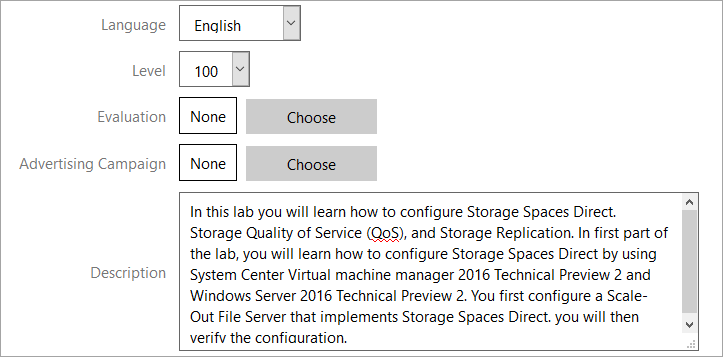 Language English
Level 100
Evaluation None Choose
Advertising Campaign None Choose
Description
In this lab you will learn how to configure Storage Spaces Direct.
Storage Quality of Service (QoS), and Storage Replication. In first part of
the lab, you will learn how to configure Storage Spaces Direct by using
System Center Virtual machine manager 2016 Technical Preview 2 and
Windows Server 2016 Technical Preview 2. You first configure a Scale-
Out File Server that implements Storage Spaces Direct. you will then
verify the configuration.